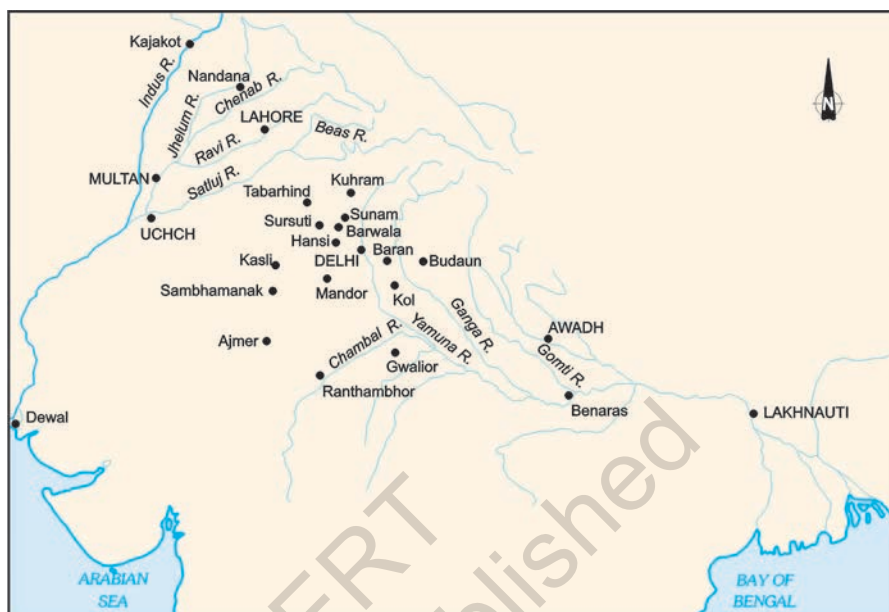 Kajakot
Indus R.
Nandana
Jhelum R.
Chenab R.
LAHORE
Ravi R.
Beas R.
MULTAN
Satluj R.
UCHCH
Kuhram
Tabarhind
Sunam
Sursuti
Barwala
Hansi
Baran
Kasli
DELHI
Budaun
Sambhamanak
Mandor
Kol
Ganga R.
AWADH
Ajmer
Chambal R.
Yamuna R.
Gomti R.
Gwalior
Ranthambhor
Benaras
Dewal
LAKHNAUTI
ARABIAN
SEA
BAY OF
BENGAL
N